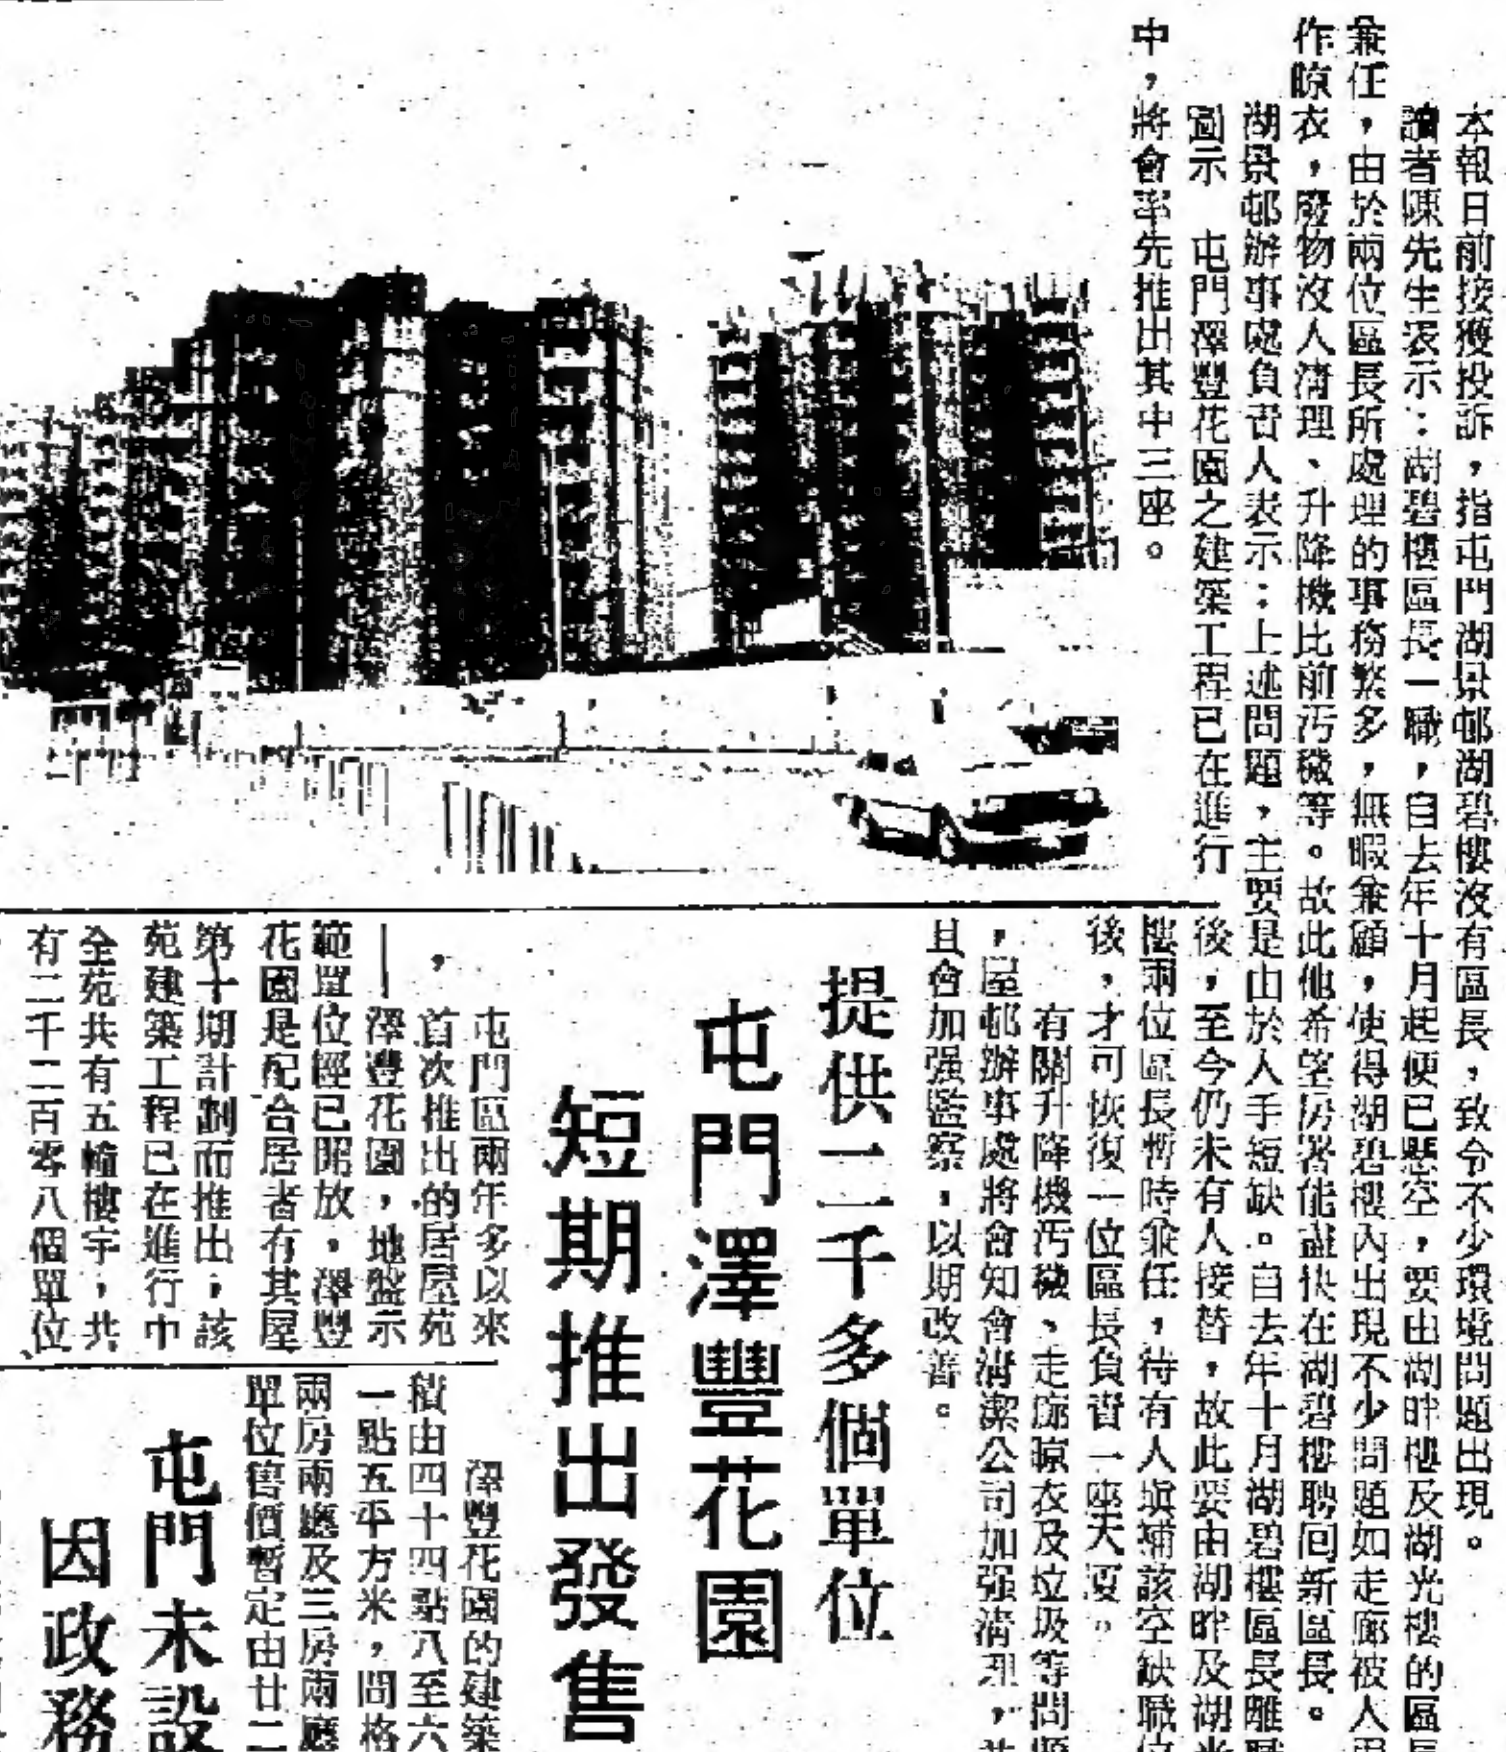 本報日前接獲投訴，指屯門湖景邨湖碧樓沒有區長，致令不少環境問題出現。
讀者陳先生表示：湖碧樓區長一職，自去年十月起便已懸空，要由湖畔樓及湖光樓的區長
兼任，由於兩位區長所處理的事務繁多，無暇兼顧，使得湖碧樓內出現不少問題如走廊被人用
作晾衣，廢物沒人清理、升降機比前污穢等。故此他希望房署能盡快在湖碧樓聘回新區長。
湖景邨辦事處負責人表示：上述問題，主要是由於人手短缺。自去年十月湖碧樓區長離職
後，至今仍未有人接替，故此要由湖畔及湖光
樓兩位區長暫時兼任，待有人填補該空缺職位
後，才可恢復一位區長負責一座大廈。
有關升降機污穢、走廊晾衣及垃圾等問題
，屋邨辦事處將會知會清潔公司加强清理，並
且會加强監察，以期改善。
圖示　屯門澤豐花園之建築工程已在進行
中，將會率先推出其中三座。
提供二千多個單位
屯門澤豐花園
短期推出發售
屯門區兩年多以來
，首次推出的居屋苑
—澤豐花園，地盤示
範單位經已開放。澤豐
花園是配合居者有其屋
第十期計劃而推出；該
苑建築工程已在進行中
全苑共有五幢樓宇，共
有二千二百零八個單位
澤豐花園的建築
積由四十四點八至六
一點五平方米，間格
兩房兩廳及三房兩廳
單位售價暫定由廿二
屯門未設
因政務